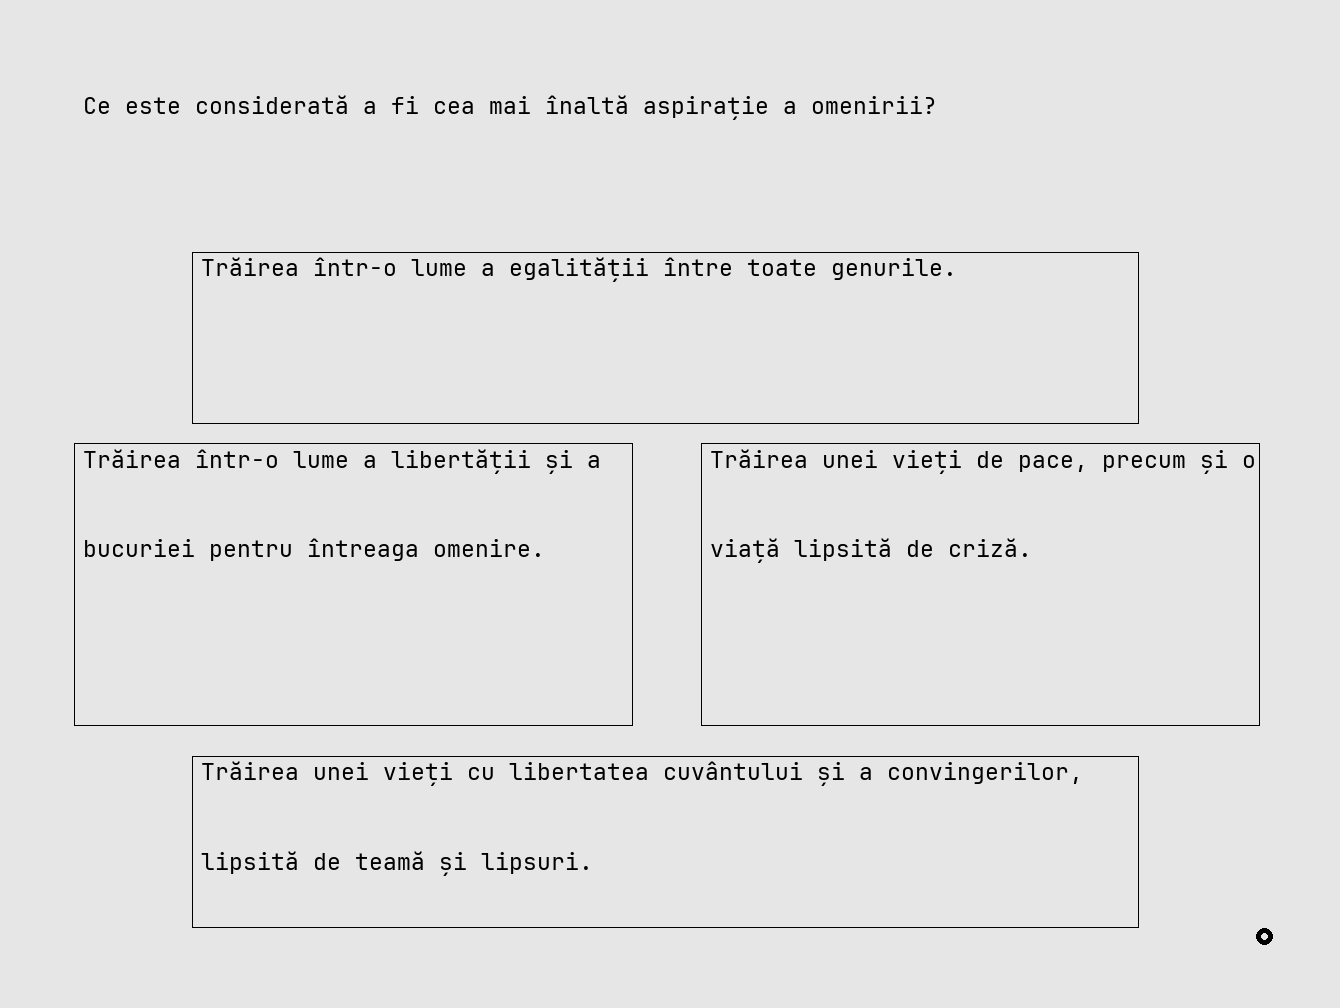 Ce este considerată a fi cea mai înaltă aspirație a omenirii?
Trăirea într-o lume a egalității între toate genurile.
Trăirea într-o lume a libertății și a
bucuriei pentru întreaga omenire.
Trăirea unei vieți de pace, precum și o
viață lipsită de criză.
Trăirea unei vieți cu libertatea cuvântului și a convingerilor,
lipsită de teamă și lipsuri.